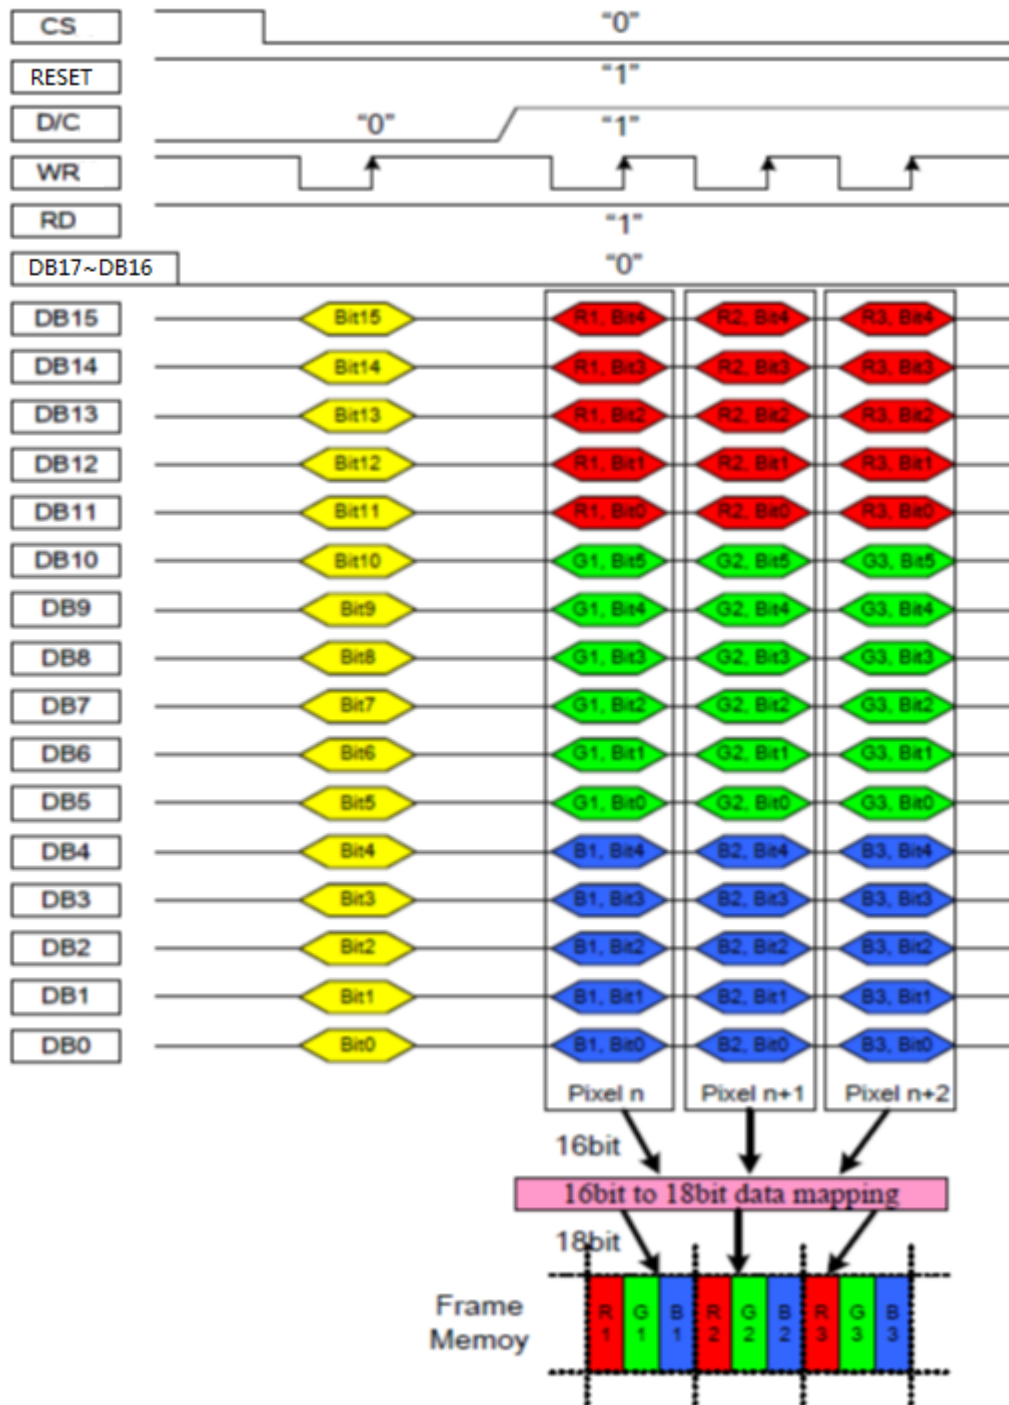 CS “0”
RESET “1”
D/C “0” “1”
WR
RD “1”
DB17~DB16 “0”
DB15 Bit15 R1, Bit4 R2, Bit4 R3, Bit4
DB14 Bit14 R1, Bit3 R2, Bit3 R3, Bit3
DB13 Bit13 R1, Bit2 R2, Bit2 R3, Bit2
DB12 Bit12 R1, Bit1 R2, Bit1 R3, Bit1
DB11 Bit11 R1, Bit0 R2, Bit0 R3, Bit0
DB10 Bit10 G1, Bit5 G2, Bit5 G3, Bit5
DB9 Bit9 G1, Bit4 G2, Bit4 G3, Bit4
DB8 Bit8 G1, Bit3 G2, Bit3 G3, Bit3
DB7 Bit7 G1, Bit2 G2, Bit2 G3, Bit2
DB6 Bit6 G1, Bit1 G2, Bit1 G3, Bit1
DB5 Bit5 G1, Bit0 G2, Bit0 G3, Bit0
DB4 Bit4 B1, Bit4 B2, Bit4 B3, Bit4
DB3 Bit3 B1, Bit3 B2, Bit3 B3, Bit3
DB2 Bit2 B1, Bit2 B2, Bit2 B3, Bit2
DB1 Bit1 B1, Bit1 B2, Bit1 B3, Bit1
DB0 Bit0 B1, Bit0 B2, Bit0 B3, Bit0
Pixel n Pixel n+1 Pixel n+2
16bit
16bit to 18bit data mapping
18bit
Frame
Memoy
R G B R G B R G B
1 1 1 2 2 2 3 3 3